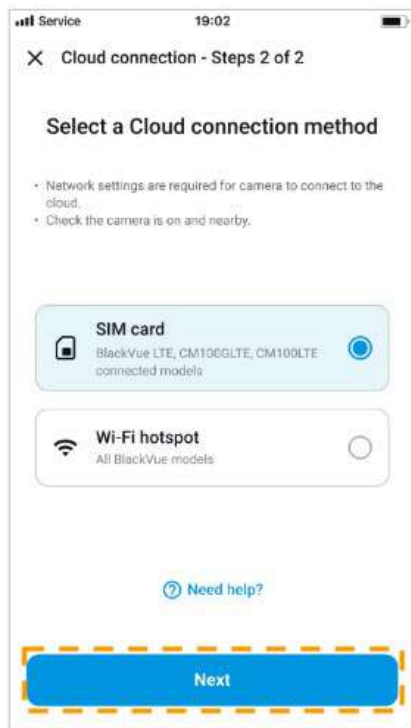 Service 19:02
Cloud connection - Steps 2 of 2
Select a Cloud connection method
• Network settings are required for camera to connect to the
cloud.
• Check the camera is on and nearby.
SIM card
BlackVue LTE, CM100GLTE, CM100LTE
connected models
Wi-Fi hotspot
All BlackVue models
Need help?
Next